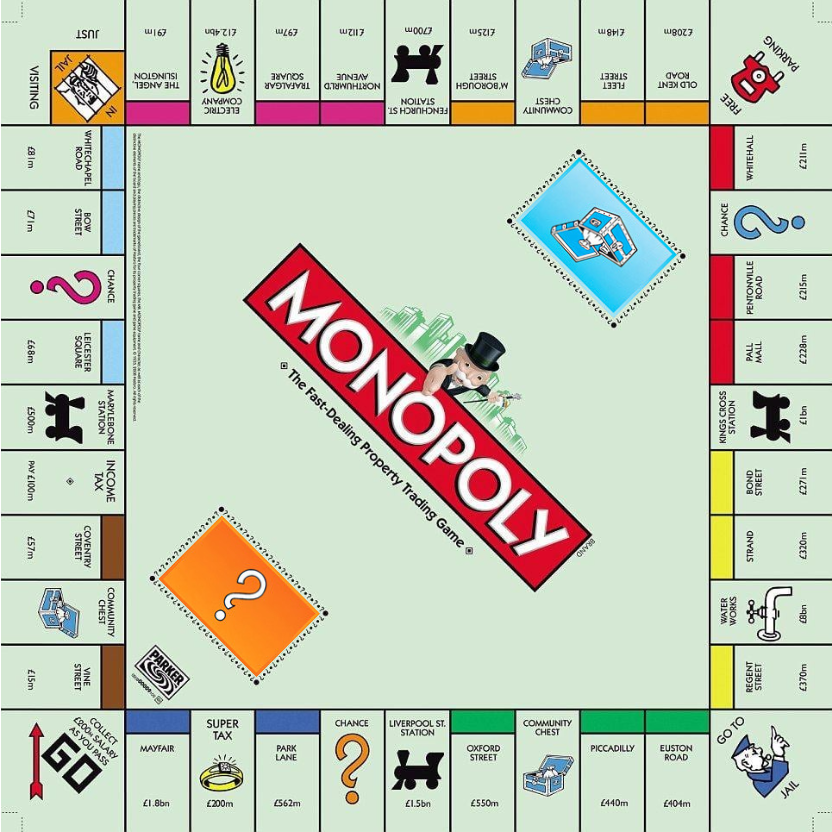 JUST
VISITING
IN
JAIL
THE ANGEL
ISLINGTON
£91m
ELECTRIC
COMPANY
£12.4bn
TRAFALGAR
SQUARE
£97m
NORTHUMRLD
AVENUE
£112m
FENCHURCH ST.
STATION
£700m
M'BOROUGH
STREET
£125m
COMMUNITY
CHEST
FLEET
STREET
£148m
OLD KENT
ROAD
£208m
FREE
PARKING
WHITEHALL
£211m
CHANCE
?
PENTONVILLE
ROAD
£215m
PALL
MALL
£228m
KINGS CROSS
STATION
£1bn
BOND
STREET
£271m
STRAND
£320m
WATER
WORKS
£8bn
REGENT
STREET
£370m
GO TO
JAIL
EUSTON
ROAD
£404m
PICCADILLY
£440m
COMMUNITY
CHEST
OXFORD
STREET
£550m
LIVERPOOL ST.
STATION
£1.5bn
CHANCE
?
PARK
LANE
£562m
SUPER
TAX
£200m
MAYFAIR
£1.8bn
COLLECT
£200m SALARY
AS YOU PASS
GO
VINE
STREET
£15m
COMMUNITY
CHEST
COVENTRY
STREET
£57m
INCOME
TAX
PAY £100m
MARYLEBONE
STATION
£500m
LEICESTER
SQUARE
£68m
CHANCE
?
BOW
STREET
£71m
WHITECHAPEL
ROAD
£81m
MONOPOLY
BRAND
The Fast-Dealing Property Trading Game
?
PARKER